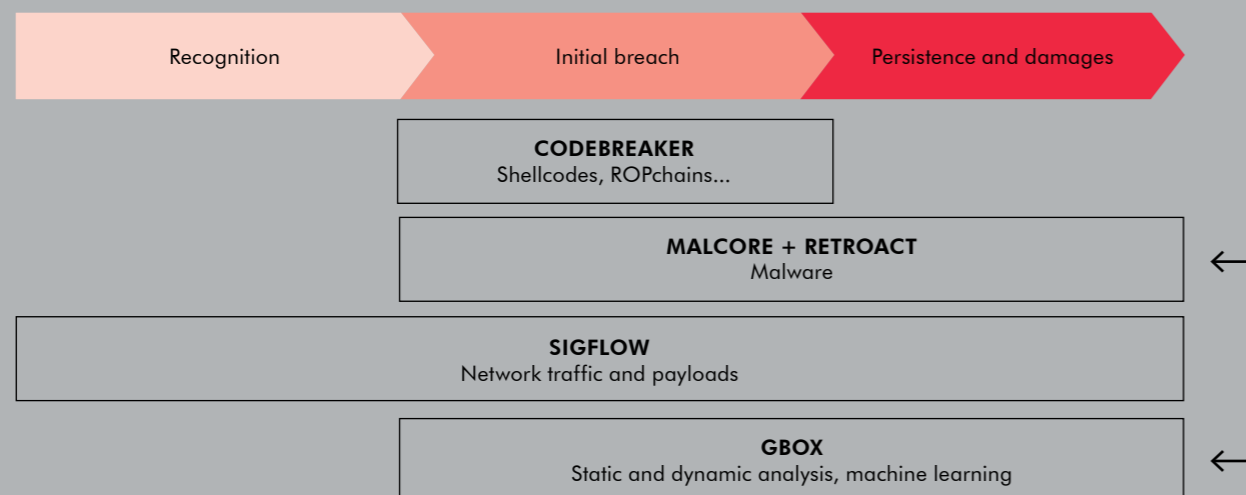 Recognition
Initial breach
Persistence and damages
CODEBREAKER
Shellcodes, ROPchains...
MALCORE + RETROACT
Malware
SIGFLOW
Network traffic and payloads
GBOX
Static and dynamic analysis, machine learning